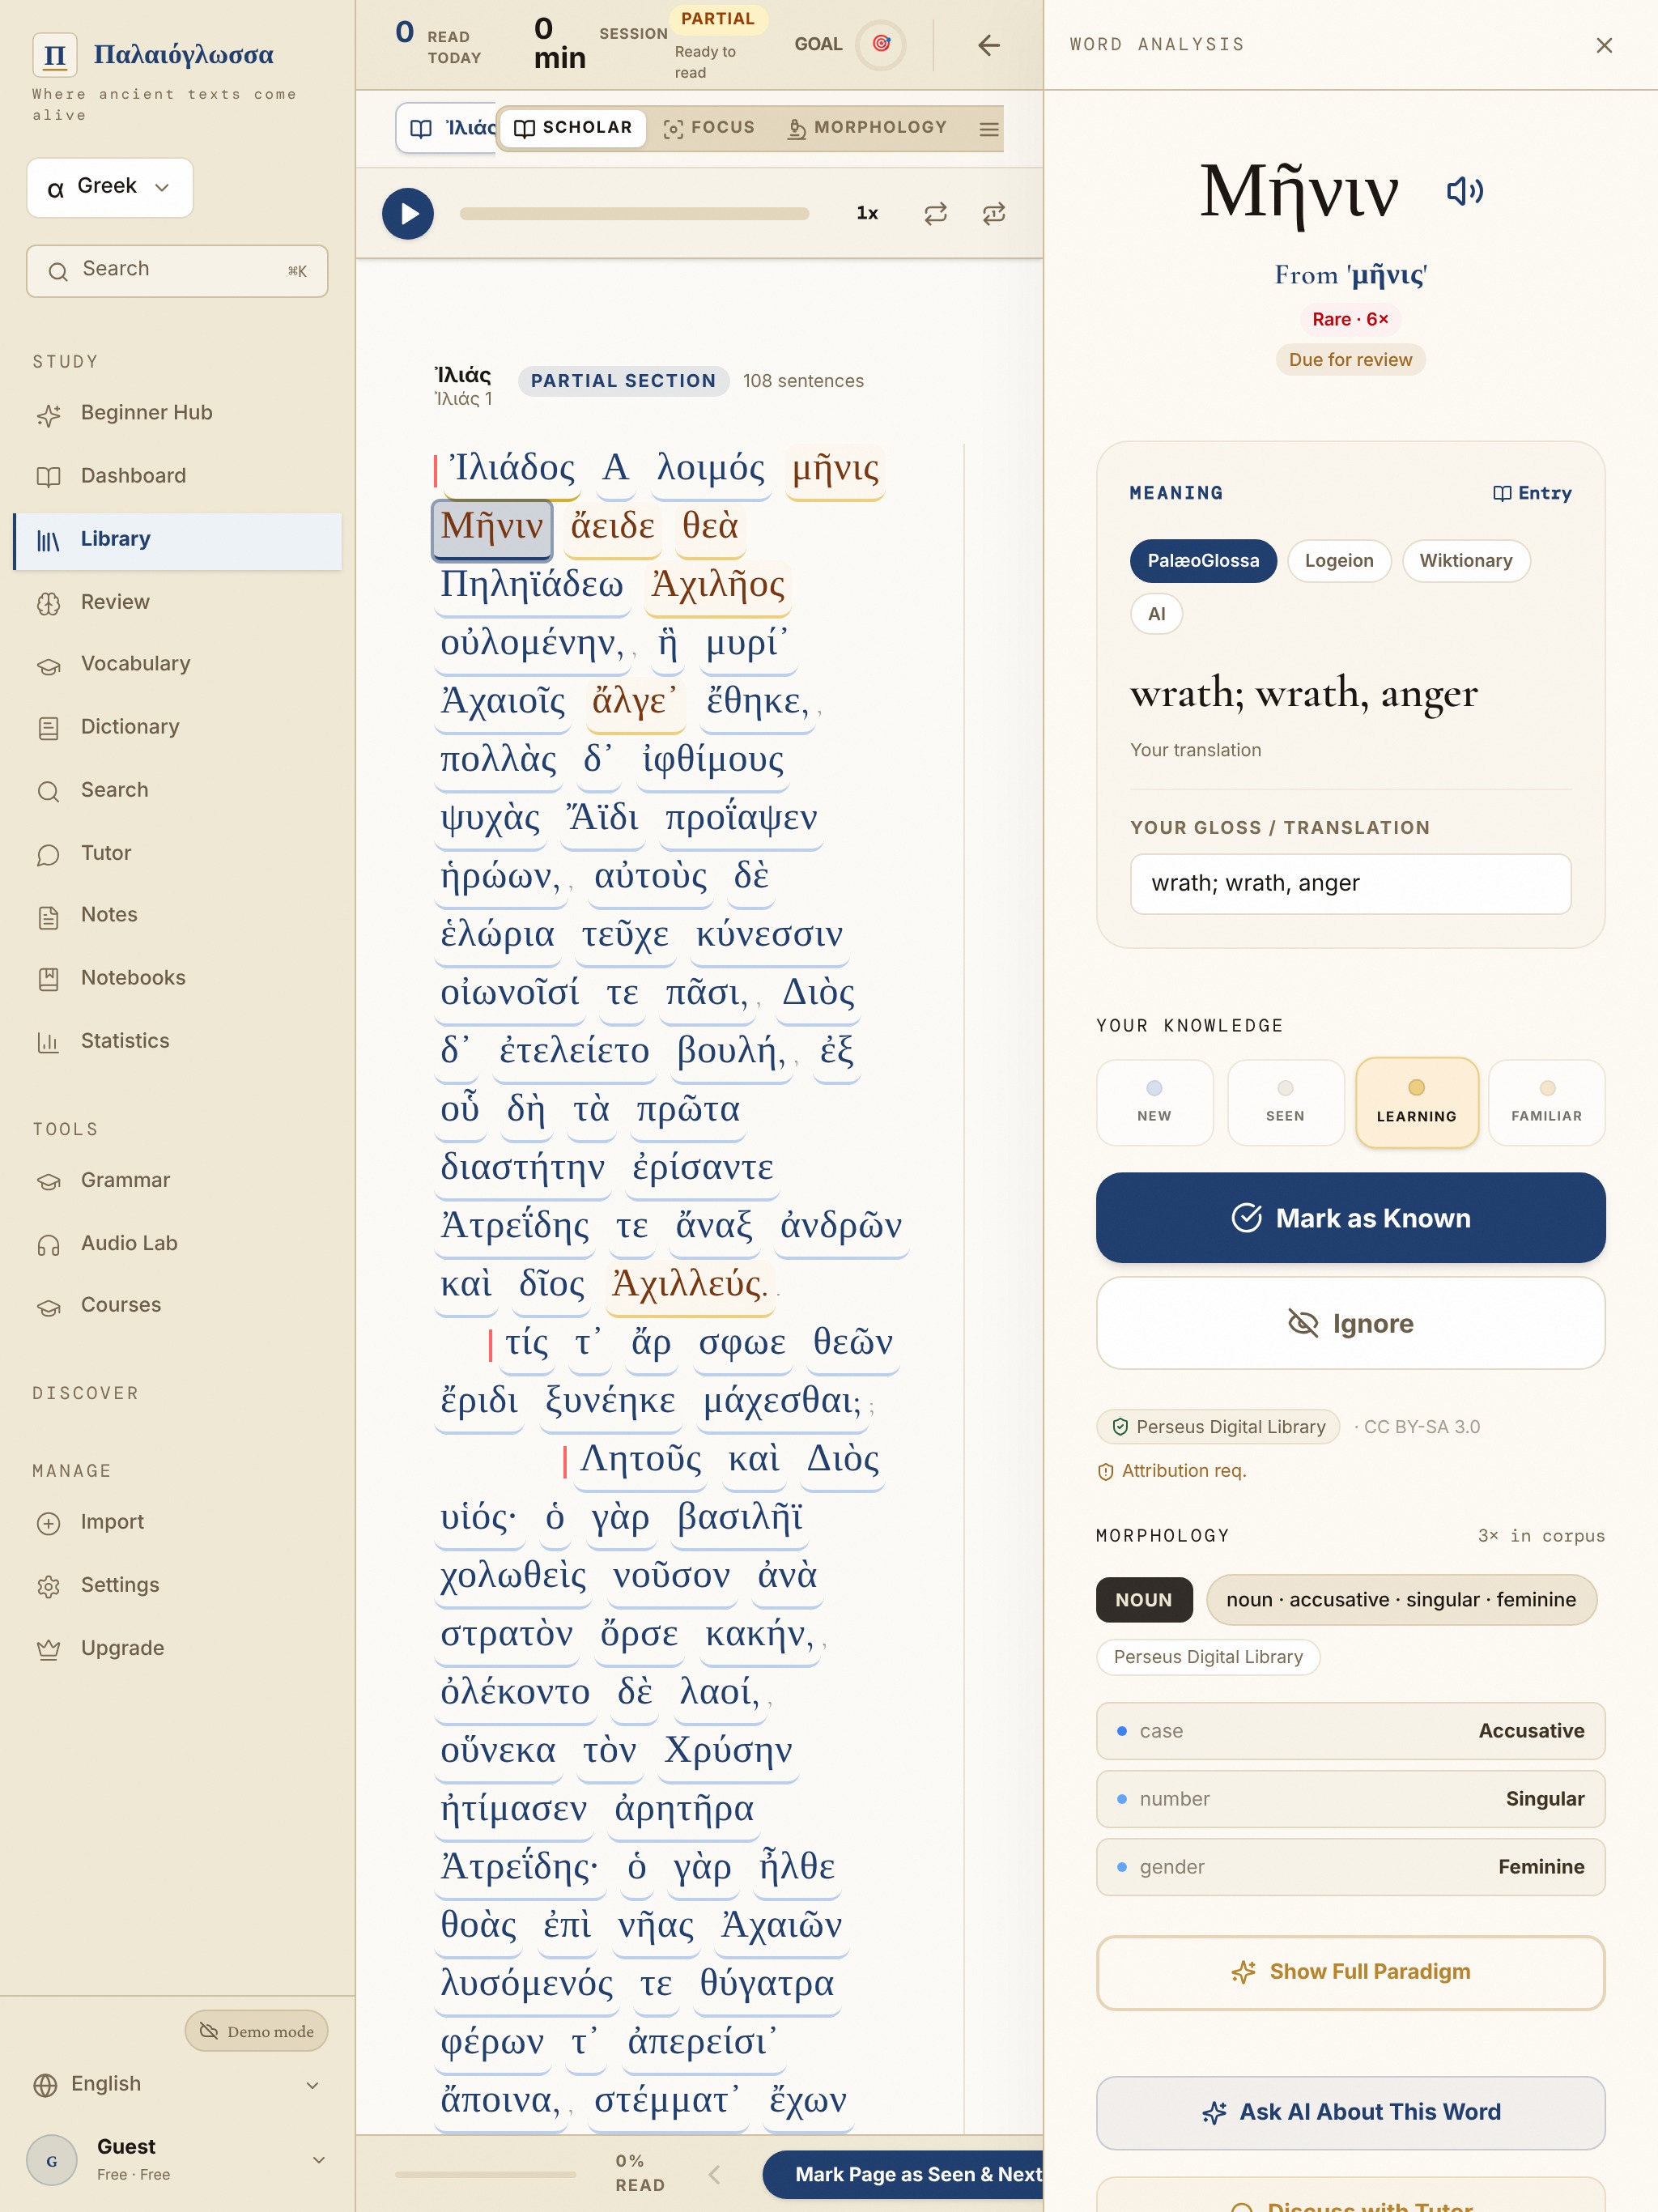 Π Παλαιόγλωσσα
Where ancient texts come
alive
α Greek
Search ⌘K
STUDY
Beginner Hub
Dashboard
Library
Review
Vocabulary
Dictionary
Search
Tutor
Notes
Notebooks
Statistics
TOOLS
Grammar
Audio Lab
Courses
DISCOVER
MANAGE
Import
Settings
Upgrade
Demo mode
English
G Guest
Free · Free
0 READ TODAY
0 min SESSION
PARTIAL
Ready to read
GOAL
Ἰλιάς
SCHOLAR FOCUS MORPHOLOGY
1x
Ἰλιάς
Ἰλιάς 1
PARTIAL SECTION 108 sentences
Ἰλιάδος Α λοιμός μῆνις
Μῆνιν ἄειδε θεὰ
Πηληϊάδεω Ἀχιλῆος
οὐλομένην, , ἣ μυρί’
Ἀχαιοῖς ἄλγε’ ἔθηκε, ,
πολλὰς δ’ ἰφθίμους
ψυχὰς Ἄϊδι προΐαψεν
ἡρώων, , αὐτοὺς δὲ
ἑλώρια τεῦχε κύνεσσιν
οἰωνοῖσί τε πᾶσι, , Διὸς
δ’ ἐτελείετο βουλή, , ἐξ
οὗ δὴ τὰ πρῶτα
διαστήτην ἐρίσαντε
Ἀτρεΐδης τε ἄναξ ἀνδρῶν
καὶ δῖος Ἀχιλλεύς. .
τίς τ’ ἄρ σφωε θεῶν
ἔριδι ξυνέηκε μάχεσθαι; ;
Λητοῦς καὶ Διὸς
υἱός· ὁ γὰρ βασιλῆϊ
χολωθεὶς νοῦσον ἀνὰ
στρατὸν ὄρσε κακήν, ,
ὀλέκοντο δὲ λαοί, ,
οὕνεκα τὸν Χρύσην
ἠτίμασεν ἀρητῆρα
Ἀτρεΐδης· ὁ γὰρ ἦλθε
θοὰς ἐπὶ νῆας Ἀχαιῶν
λυσόμενός τε θύγατρα
φέρων τ’ ἀπερείσι’
ἄποινα, , στέμματ’ ἔχων
0% READ
Mark Page as Seen & Next
WORD ANALYSIS
Μῆνιν
From 'μῆνις'
Rare · 6×
Due for review
MEANING Entry
PalæoGlossa Logeion Wiktionary
AI
wrath; wrath, anger
Your translation
YOUR GLOSS / TRANSLATION
wrath; wrath, anger
YOUR KNOWLEDGE
NEW SEEN LEARNING FAMILIAR
Mark as Known
Ignore
Perseus Digital Library · CC BY-SA 3.0
Attribution req.
MORPHOLOGY 3× in corpus
NOUN noun · accusative · singular · feminine
Perseus Digital Library
case Accusative
number Singular
gender Feminine
Show Full Paradigm
Ask AI About This Word
Discuss with Tutor